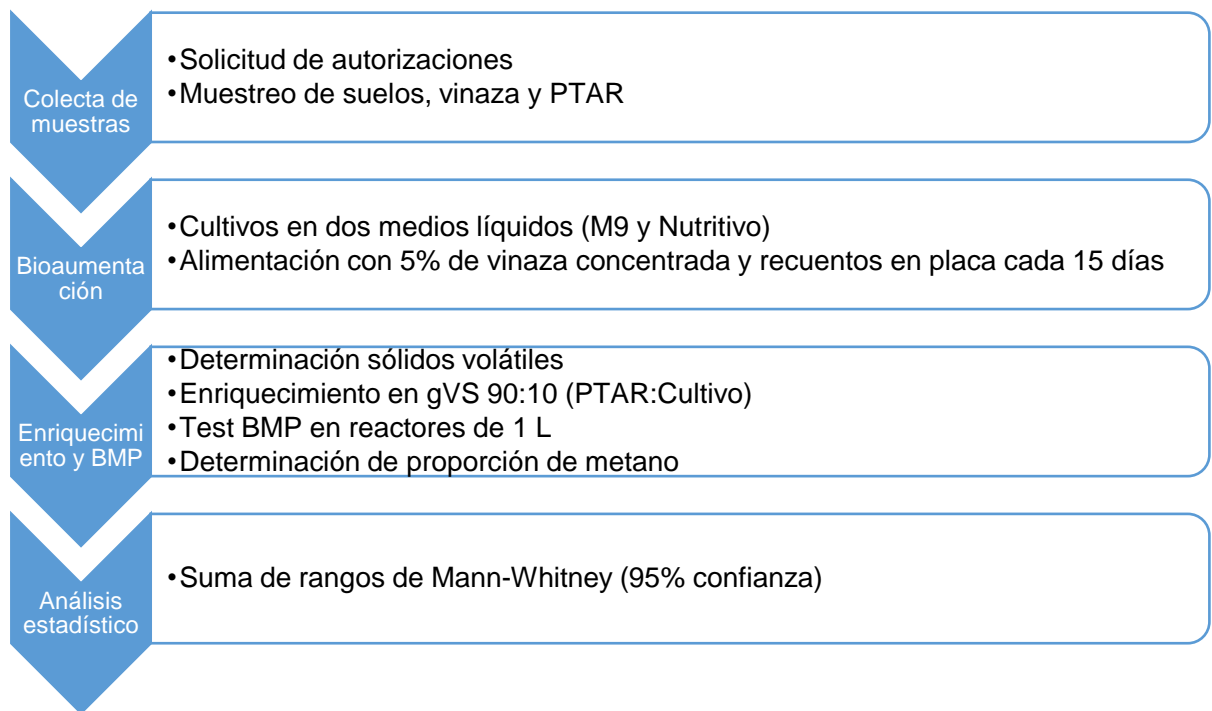 Colecta de
muestras
•Solicitud de autorizaciones
•Muestreo de suelos, vinaza y PTAR
Bioaumenta
ción
•Cultivos en dos medios líquidos (M9 y Nutritivo)
•Alimentación con 5% de vinaza concentrada y recuentos en placa cada 15 días
Enriquecimi
ento y BMP
•Determinación sólidos volátiles
•Enriquecimiento en gVS 90:10 (PTAR:Cultivo)
•Test BMP en reactores de 1 L
•Determinación de proporción de metano
Análisis
estadístico
•Suma de rangos de Mann-Whitney (95% confianza)